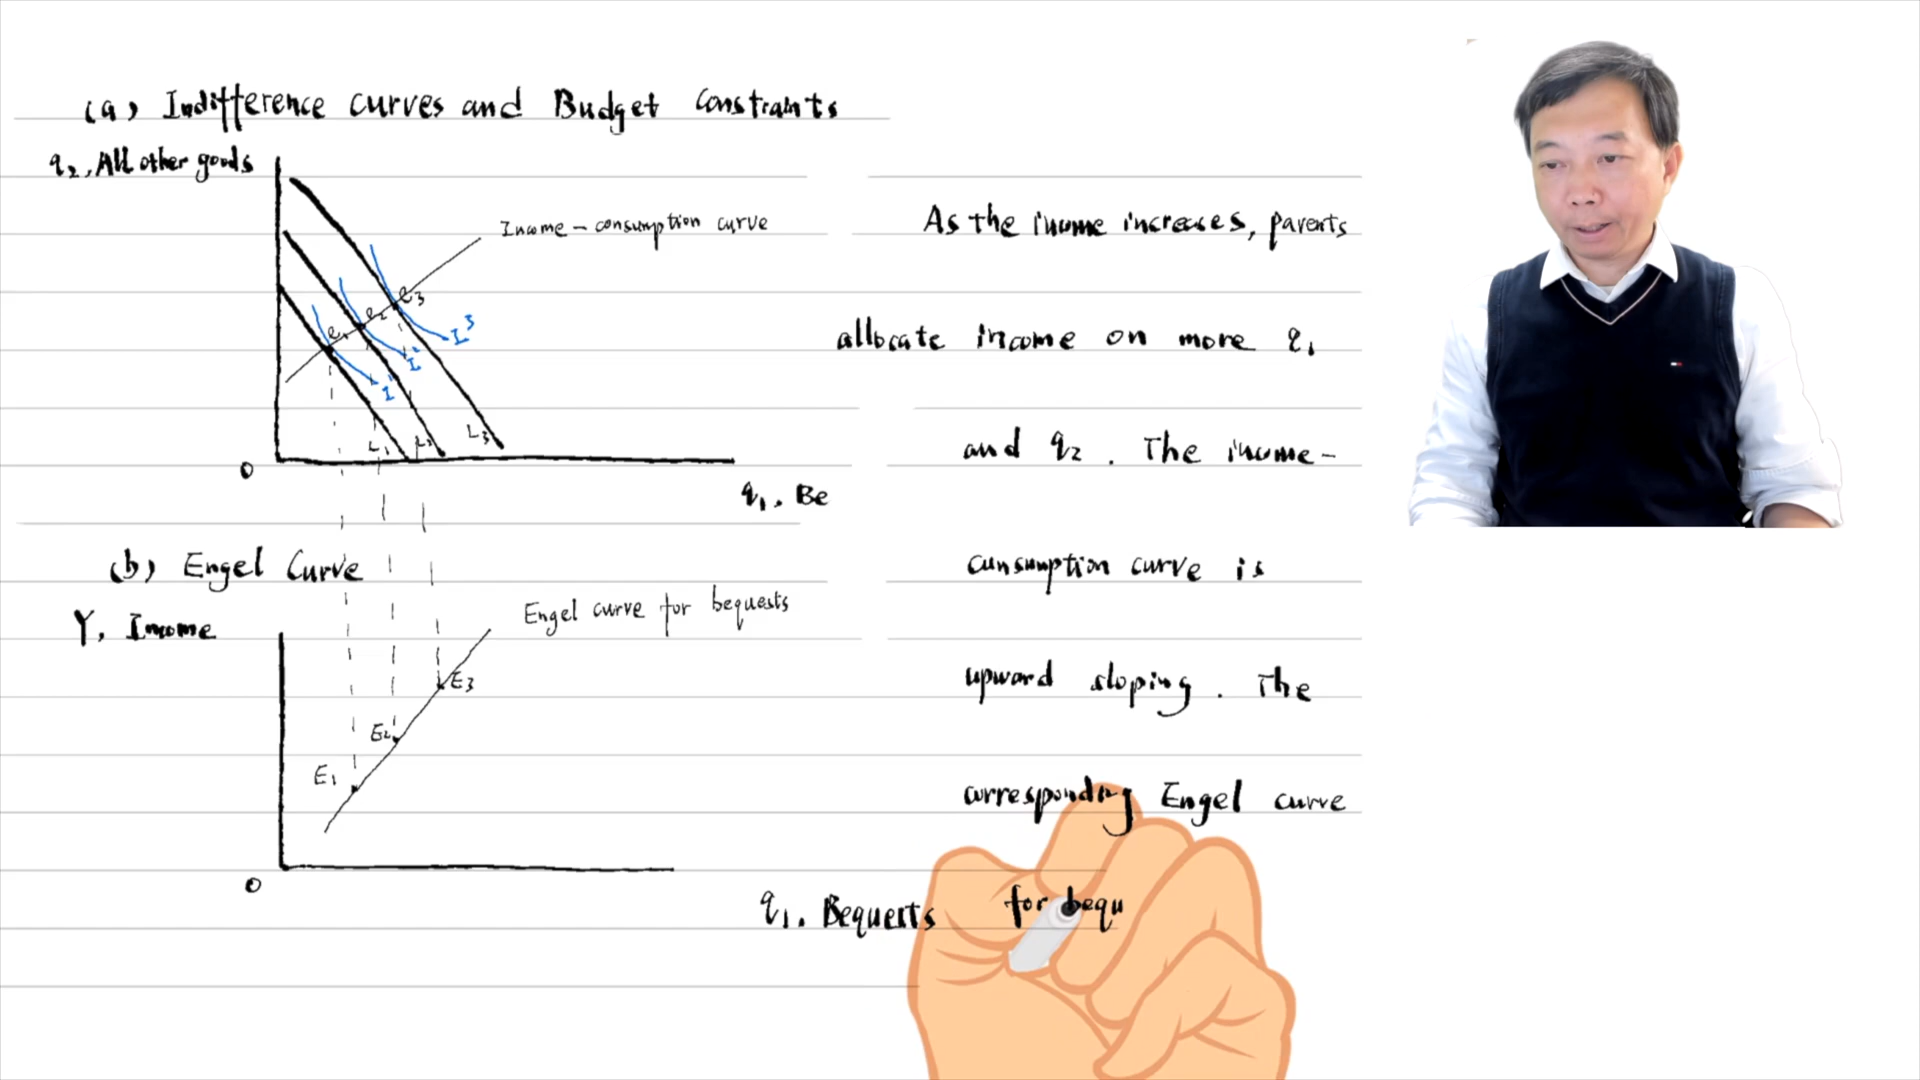 (a) Indifference curves and Budget Constraints
q₂. All other goods
Income - consumption curve
e₁
e₂
e₃
I¹
I²
I³
L₁
L₂
L₃
0
q₁. Be
(b) Engel Curve
Y, Income
Engel curve for bequests
E₁
E₂
E₃
0
q₁. Bequests
As the income increases, parents
allocate income on more q₁
and q₂. The income-
consumption curve is
upward sloping. The
corresponding Engel curve
for bequ